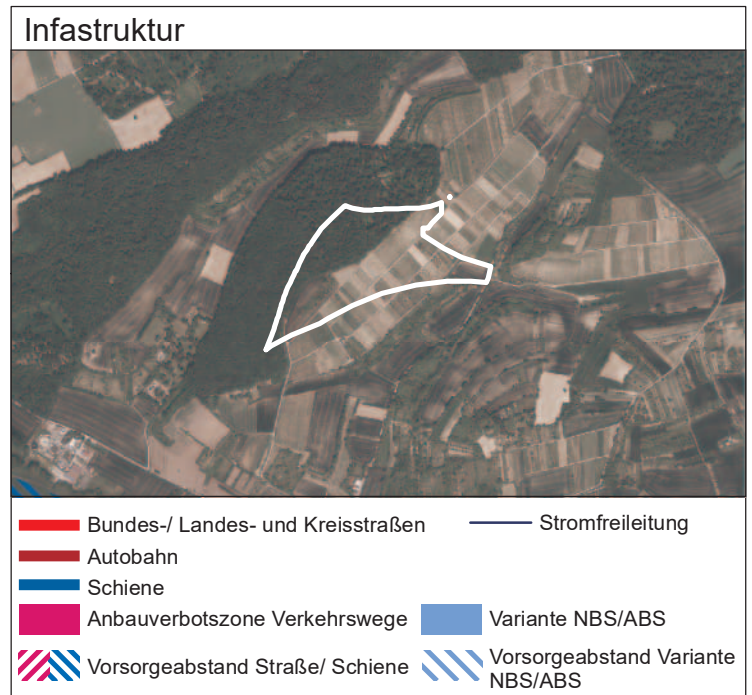 Infastruktur
Bundes-/ Landes- und Kreisstraßen
Stromfreileitung
Autobahn
Schiene
Anbauverbotszone Verkehrswege
Variante NBS/ABS
Vorsorgeabstand Straße/ Schiene
Vorsorgeabstand Variante
NBS/ABS